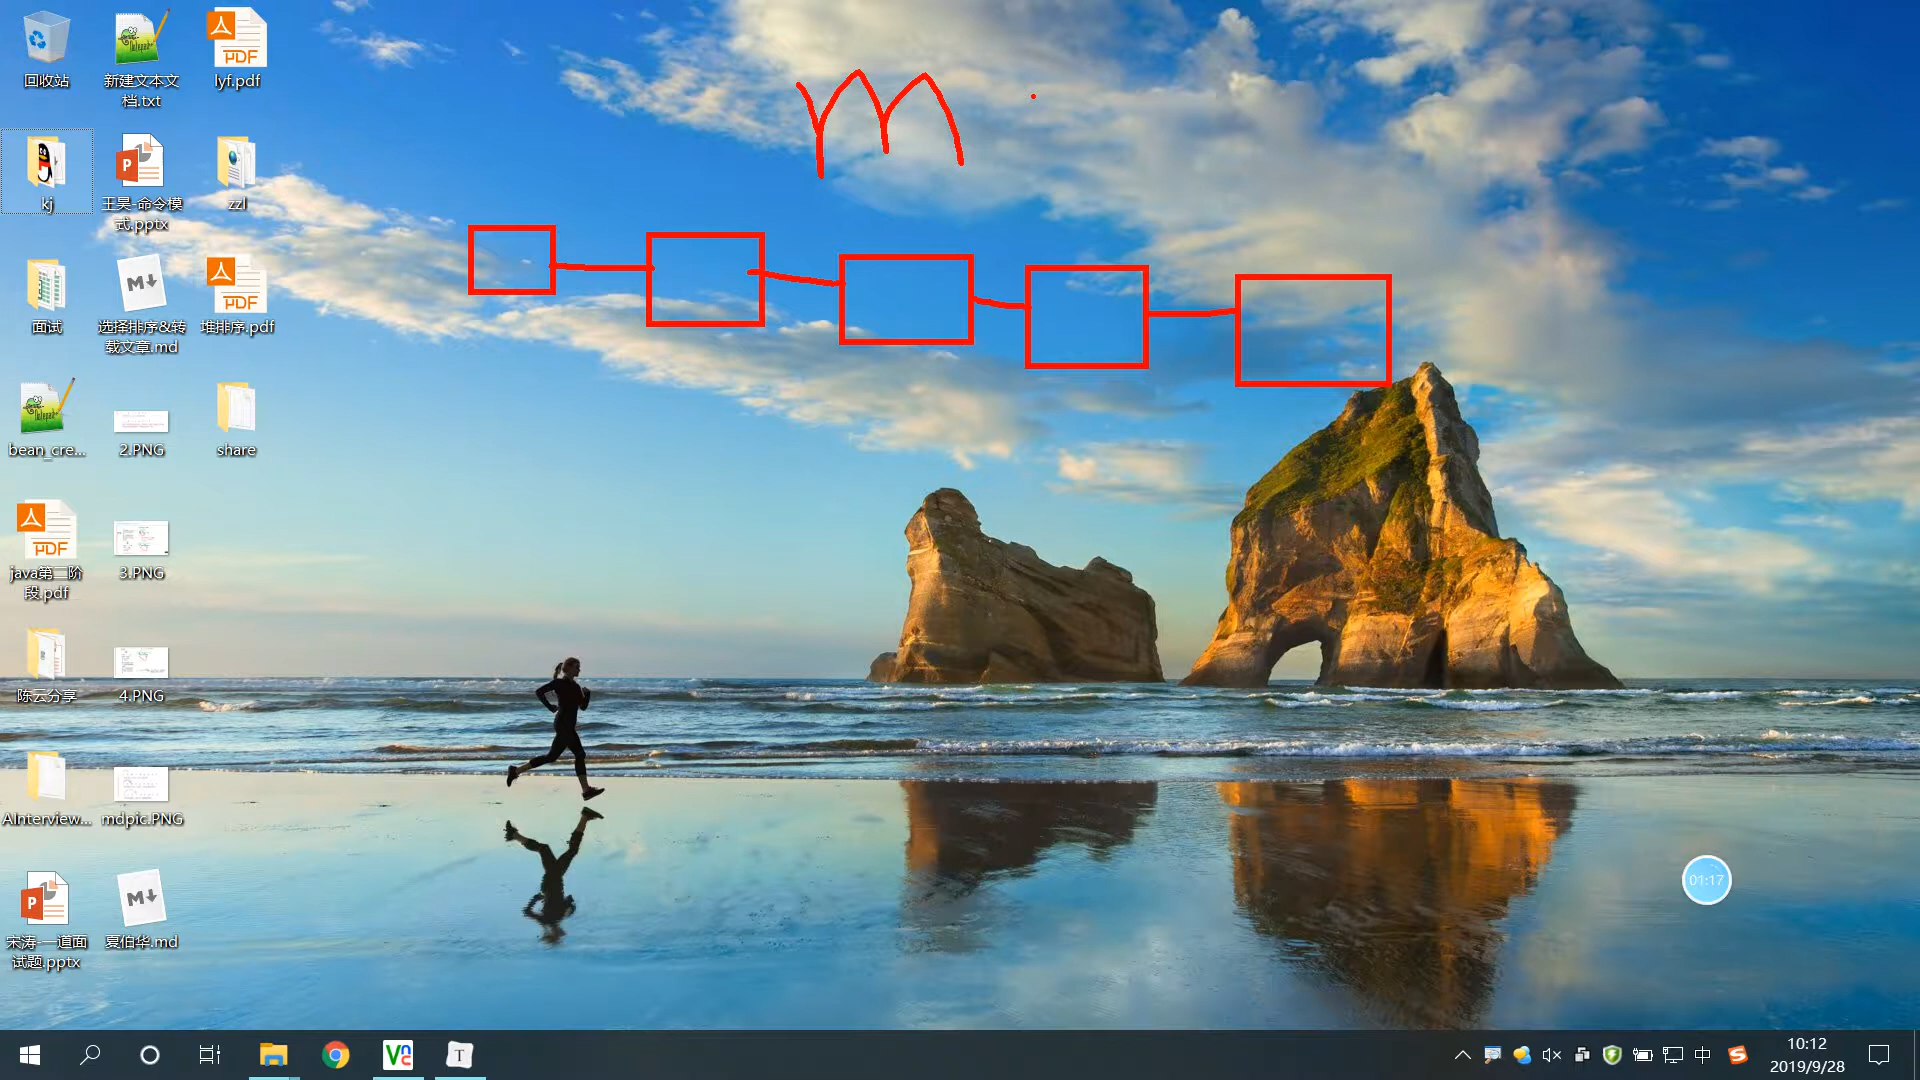 回收站
新建文本文
档.txt
lyf.pdf
kj
王昊-命令模
式.pptx
zzl
面试
选择排序&转
载文章.md
堆排序.pdf
bean_cre...
2.PNG
share
java第二阶
段.pdf
3.PNG
陈云分享
4.PNG
AInterview...
mdpic.PNG
宋涛-一道面
试题.pptx
夏伯华.md
m
01:17
中
10:12
2019/9/28